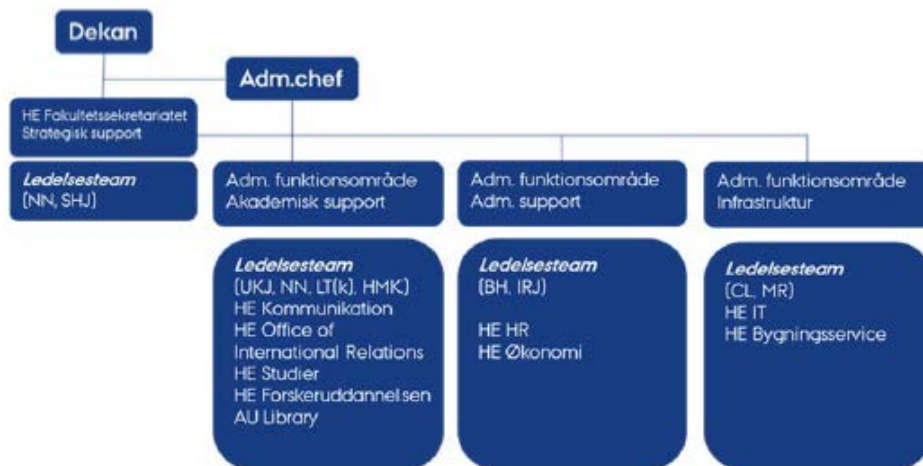 Dekan
Adm.chef
HE Fakultetssekretariatet
Strategisk support
Ledelsesteam
(NN, SHJ)
Adm. funktionsområde
Akademisk support
Ledelsesteam
(UKJ, NN, LT(k), HMK)
HE Kommunikation
HE Office of
International Relations
HE Studier
HE Forskeruddannelsen
AU Library
Adm. funktionsområde
Adm. support
Ledelsesteam
(BH, IRJ)
HE HR
HE Økonomi
Adm. funktionsområde
Infrastruktur
Ledelsesteam
(CL, MR)
HE IT
HE Bygningsservice